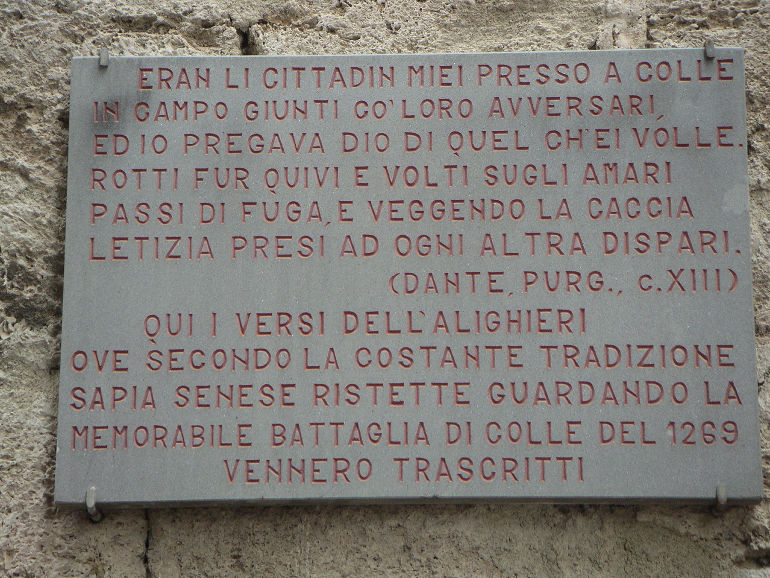 ERAN LI CITTADIN MIEI PRESSO A COLLE
IN CAMPO GIUNTI CO'LORO AVVERSARI,
ED IO PREGAVA DIO DI QUEL CH'EI VOLLE.
ROTTI FUR QUIVI E VOLTI SUGLI AMARI
PASSI DI FUGA, E VEGGENDO LA CACCIA
LETIZIA PRESI AD OGNI ALTRA DISPARI.
(DANTE, PURG., C.XIII)
QUI I VERSI DELL'ALIGHIERI
OVE SECONDO LA COSTANTE TRADIZIONE
SAPIA SENESE RISTETTE GUARDANDO LA
MEMORABILE BATTAGLIA DI COLLE DEL 1269
VENNERO TRASCRITTI